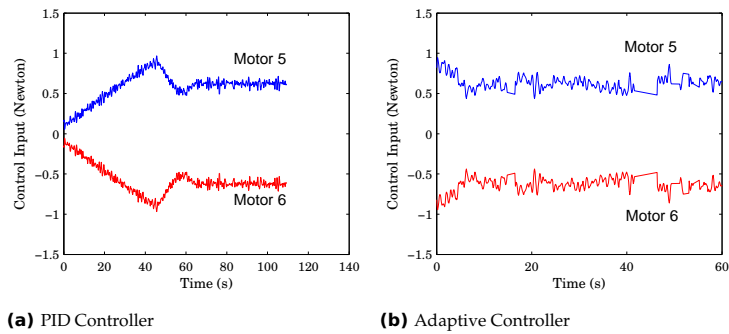 1.5
1
0.5
0
−0.5
−1
−1.5
Control Input (Newton)
Motor 5
Motor 6
0 20 40 60 80 100 120 140
Time (s)
(a) PID Controller
1.5
1
0.5
0
−0.5
−1
−1.5
Control Input (Newton)
Motor 5
Motor 6
0 20 40 60
Time (s)
(b) Adaptive Controller